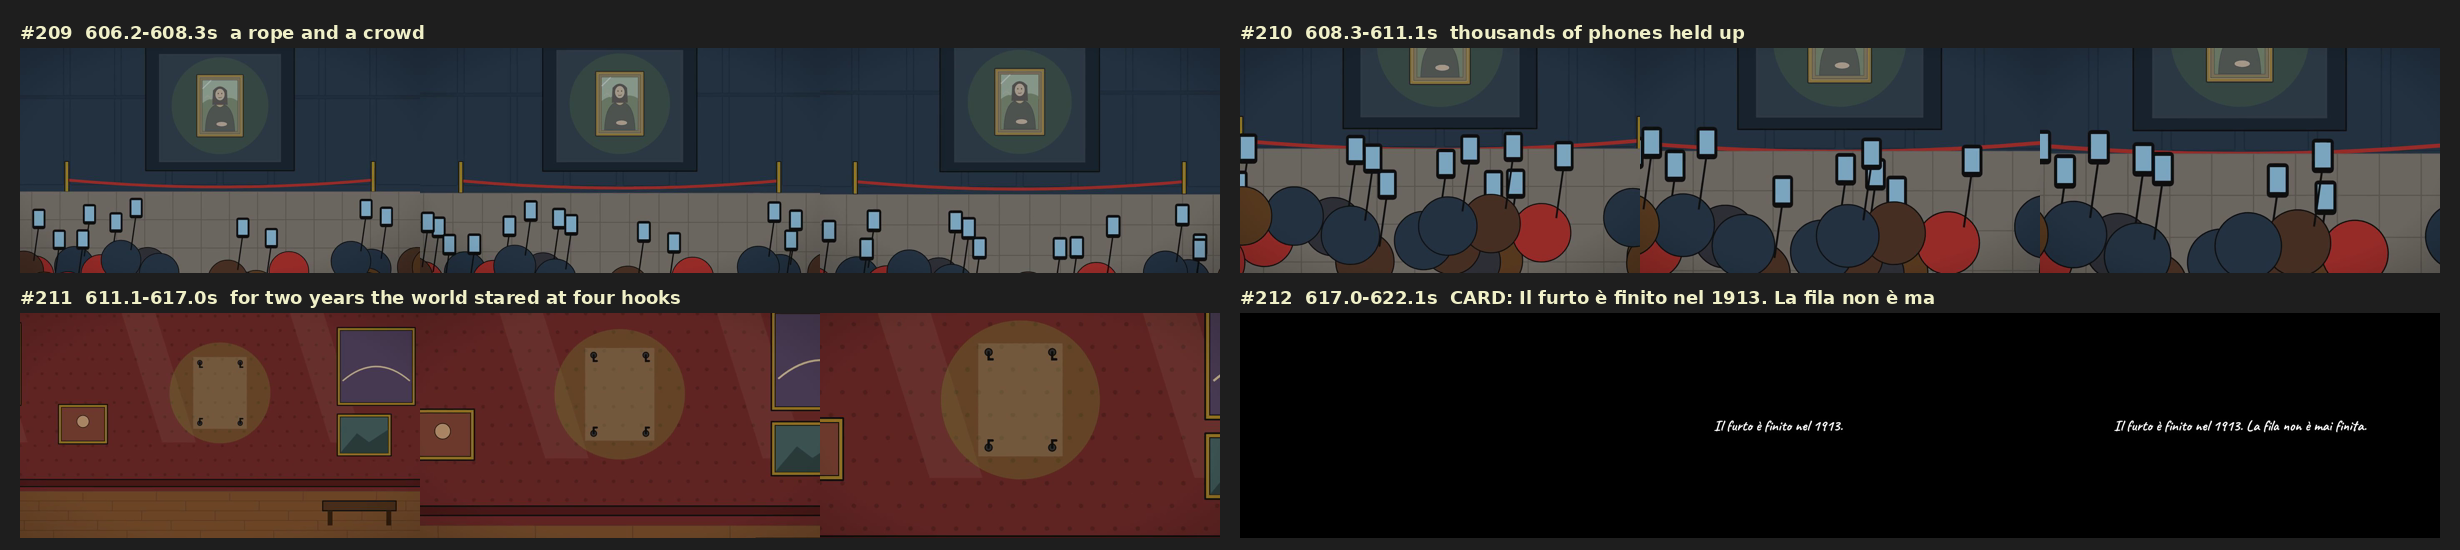 #209 606.2-608.3s a rope and a crowd
#210 608.3-611.1s thousands of phones held up
#211 611.1-617.0s for two years the world stared at four hooks
#212 617.0-622.1s CARD: Il furto è finito nel 1913. La fila non è ma
Il furto è finito nel 1913.
Il furto è finito nel 1913. La fila non è mai finita.